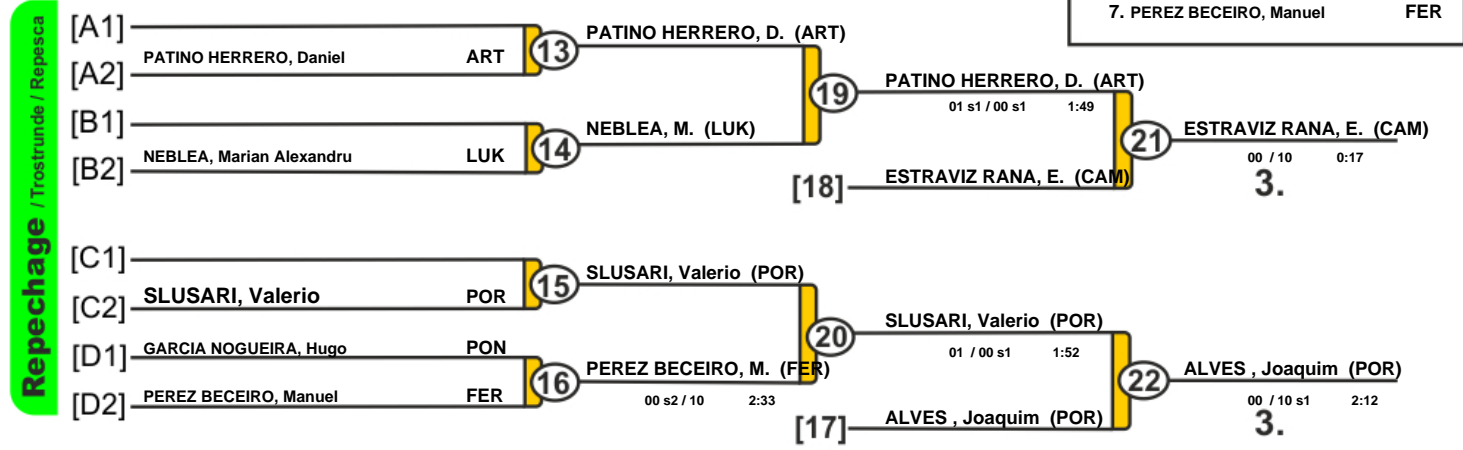 7. PEREZ BECEIRO, Manuel FER
Repechage / Trostrunde / Repesca
[A1]
PATINO HERRERO, Daniel ART
[A2]
13
PATINO HERRERO, D. (ART)
[B1]
NEBLEA, Marian Alexandru LUK
[B2]
14
NEBLEA, M. (LUK)
19
PATINO HERRERO, D. (ART)
01 s1 / 00 s1 1:49
[18]
ESTRAVIZ RANA, E. (CAM)
21
ESTRAVIZ RANA, E. (CAM)
00 / 10 0:17
3.
[C1]
SLUSARI, Valerio POR
[C2]
15
SLUSARI, Valerio (POR)
[D1]
GARCIA NOGUEIRA, Hugo PON
PEREZ BECEIRO, Manuel FER
[D2]
16
PEREZ BECEIRO, M. (FER)
00 s2 / 10 2:33
20
SLUSARI, Valerio (POR)
01 / 00 s1 1:52
[17]
ALVES , Joaquim (POR)
22
ALVES , Joaquim (POR)
00 / 10 s1 2:12
3.